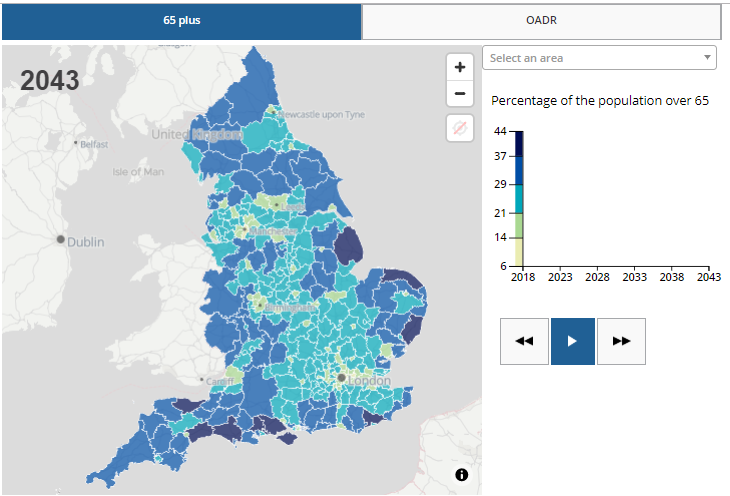 65 plus
OADR
2043
Select an area
Percentage of the population over 65
44
37
29
21
14
6
2018
2023
2028
2033
2038
2043
Newcastle upon Tyne
United Kingdom
Belfast
Isle of Man
Leeds
Manchester
Dublin
Birmingham
Cardiff
London